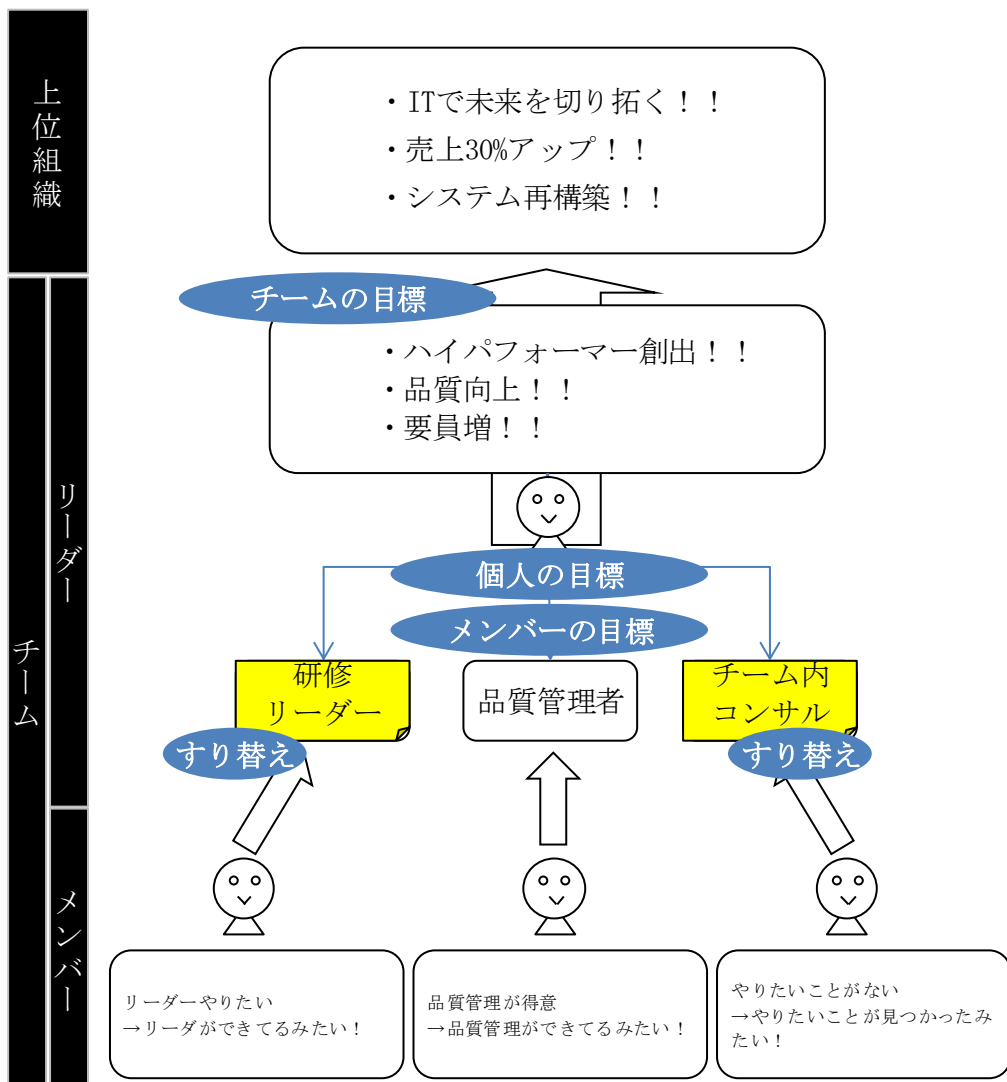 上位組織
・ITで未来を切り拓く！！
・売上30%アップ！！
・システム再構築！！
チーム
リーダー
チームの目標
・ハイパフォーマー創出！！
・品質向上！！
・要員増！！
個人の目標
メンバーの目標
研修
リーダー
品質管理者
チーム内
コンサル
すり替え
すり替え
メンバー
リーダーやりたい
→リーダができてるみたい！
品質管理が得意
→品質管理ができてるみたい！
やりたいことがない
→やりたいことが見つかったみ
たい！